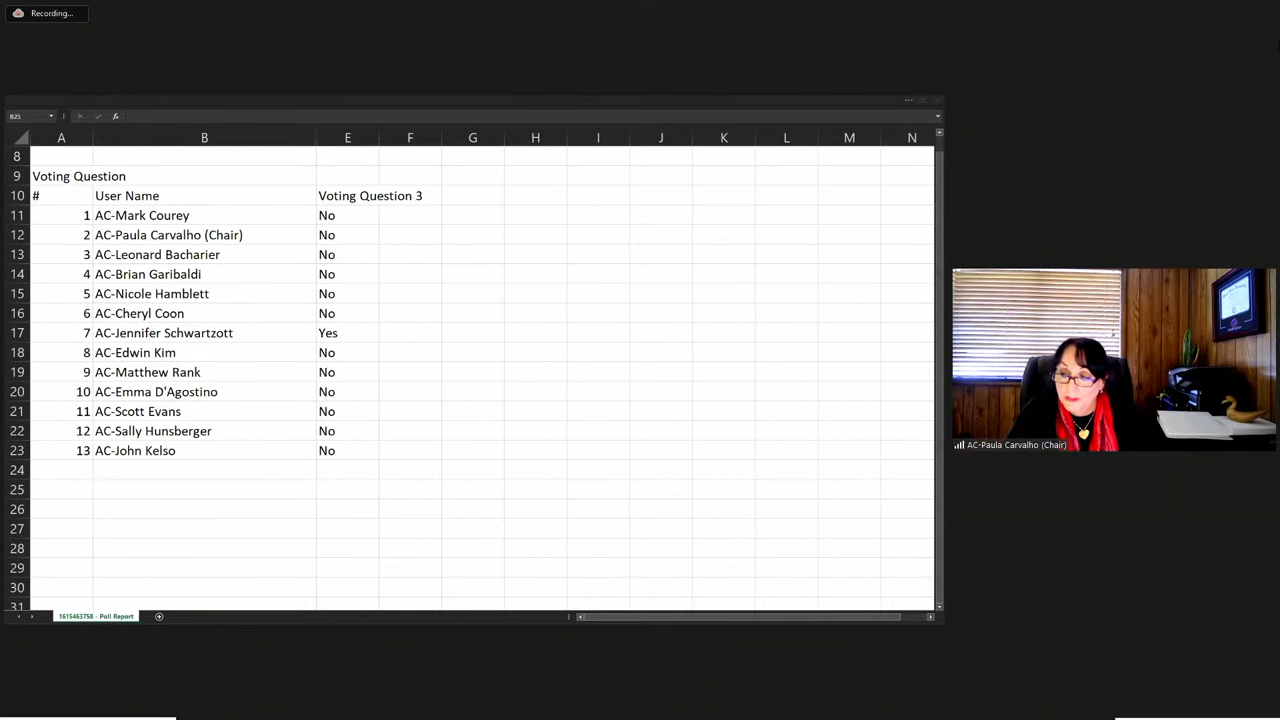 Recording...
B25
fx
A B E F G H I J K L M N
8
9 Voting Question
10 # User Name Voting Question 3
11 1 AC-Mark Courey No
12 2 AC-Paula Carvalho (Chair) No
13 3 AC-Leonard Bacharier No
14 4 AC-Brian Garibaldi No
15 5 AC-Nicole Hamblett No
16 6 AC-Cheryl Coon No
17 7 AC-Jennifer Schwartzott Yes
18 8 AC-Edwin Kim No
19 9 AC-Matthew Rank No
20 10 AC-Emma D'Agostino No
21 11 AC-Scott Evans No
22 12 AC-Sally Hunsberger No
23 13 AC-John Kelso No
24
25
26
27
28
29
30
31
1615463758 - Poll Report
AC-Paula Carvalho (Chair)